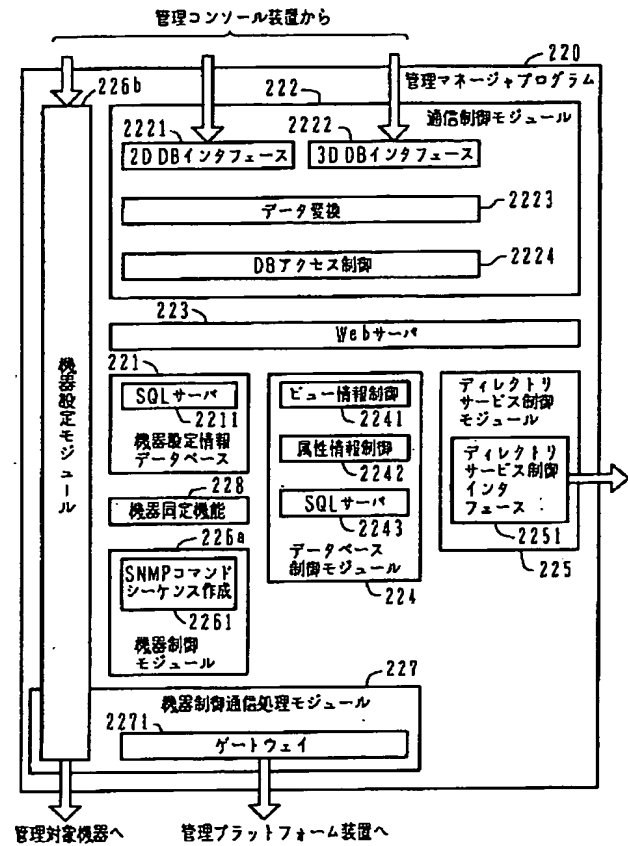 管理コンソール装置から
220
管理マネージャプログラム
226b
222
通信制御モジュール
2221
2D DBインタフェース
2222
3D DBインタフェース
データ変換
2223
DBアクセス制御
2224
223
Webサーバ
機器設定モジュール
221
SQLサーバ
2211
機器設定情報
データベース
228
機器同定機能
226a
SNMPコマンド
シーケンス作成
2261
機器制御
モジュール
ビュー情報制御
2241
属性情報制御
2242
SQLサーバ
2243
データベース
制御モジュール
224
ディレクトリ
サービス制御
モジュール
ディレクトリ
サービス制御
インタ
フェース
2251
225
227
機器制御通信処理モジュール
2271
ゲートウェイ
管理対象機器へ
管理プラットフォーム装置へ